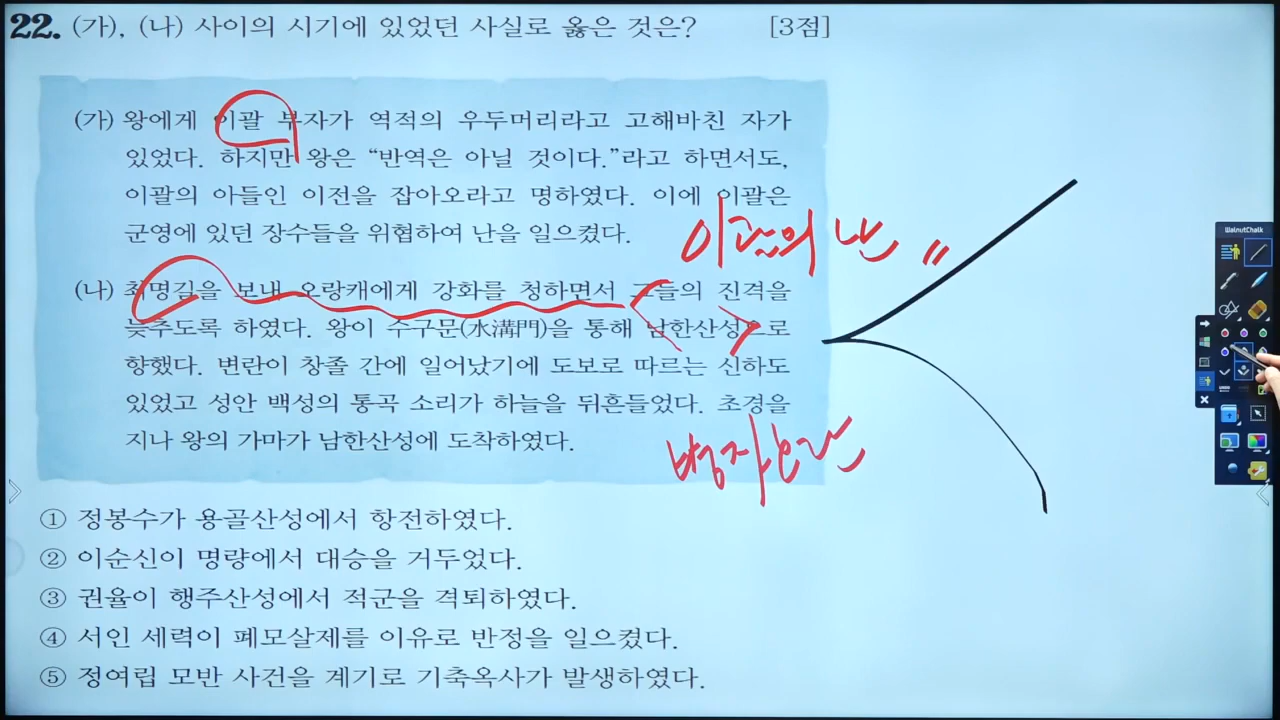 22. (가), (나) 사이의 시기에 있었던 사실로 옳은 것은? [3점]
(가) 왕에게 이괄 부자가 역적의 우두머리라고 고해바친 자가
있었다. 하지만 왕은 “반역은 아닐 것이다.”라고 하면서도,
이괄의 아들인 이전을 잡아오라고 명하였다. 이에 이괄은
군영에 있던 장수들을 위협하여 난을 일으켰다.
이괄의 난
(나) 최명길을 보내 오랑캐에게 강화를 청하면서 그들의 진격을
늦추도록 하였다. 왕이 수구문(水溝門)을 통해 남한산성으로
향했다. 변란이 창졸 간에 일어났기에 도보로 따르는 신하도
있었고 성안 백성의 통곡 소리가 하늘을 뒤흔들었다. 초경을
지나 왕의 가마가 남한산성에 도착하였다.
병자호란
① 정봉수가 용골산성에서 항전하였다.
② 이순신이 명량에서 대승을 거두었다.
③ 권율이 행주산성에서 적군을 격퇴하였다.
④ 서인 세력이 폐모살제를 이유로 반정을 일으켰다.
⑤ 정여립 모반 사건을 계기로 기축옥사가 발생하였다.
WalnutChalk